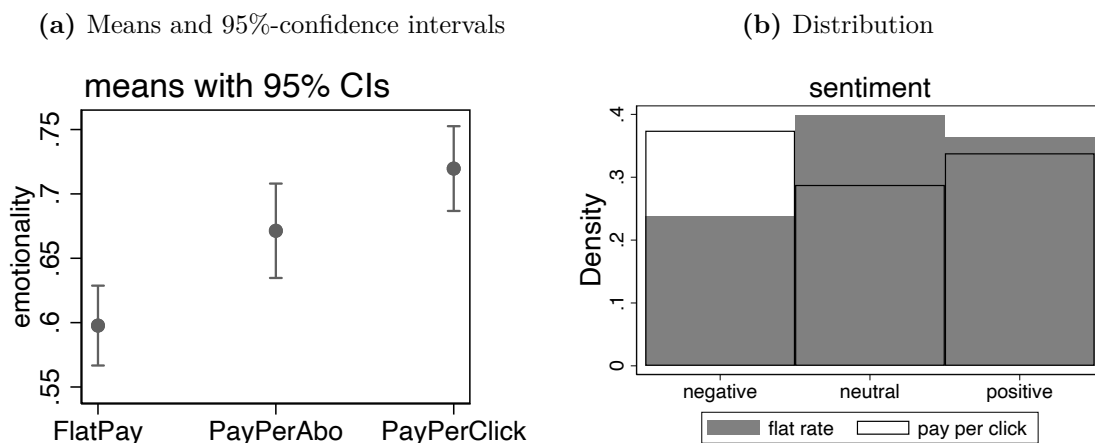 (a) Means and 95%-confidence intervals
means with 95% CIs
emotionality
.75
.7
.65
.6
.55
FlatPay PayPerAbo PayPerClick
(b) Distribution
sentiment
Density
.4
.3
.2
.1
0
negative neutral positive
flat rate pay per click